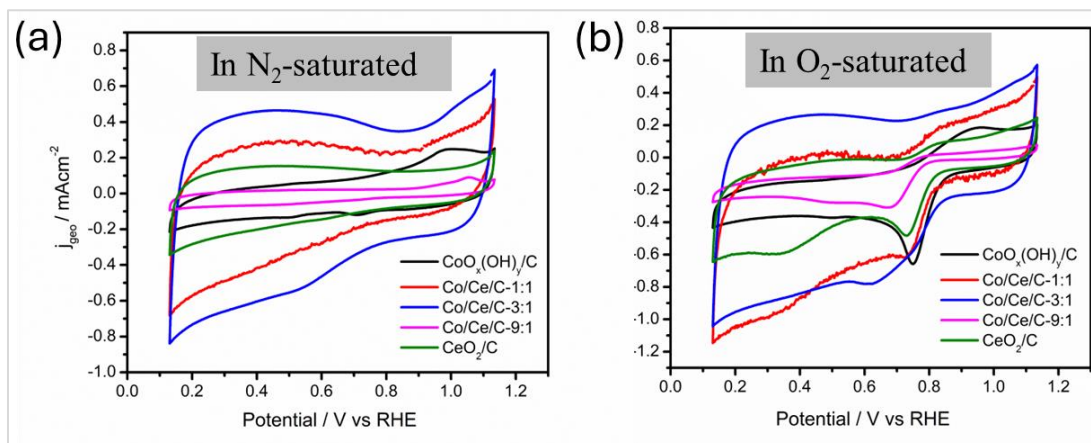 (a)
In N₂-saturated
0.8
0.6
0.4
0.2
0.0
-0.2
-0.4
-0.6
-0.8
-1.0
j_geo / mAcm⁻²
CoOₓ(OH)ᵧ/C
Co/Ce/C-1:1
Co/Ce/C-3:1
Co/Ce/C-9:1
CeO₂/C
0.0 0.2 0.4 0.6 0.8 1.0 1.2
Potential / V vs RHE
(b)
In O₂-saturated
0.8
0.6
0.4
0.2
0.0
-0.2
-0.4
-0.6
-0.8
-1.0
-1.2
CoOₓ(OH)ᵧ/C
Co/Ce/C-1:1
Co/Ce/C-3:1
Co/Ce/C-9:1
CeO₂/C
0.0 0.2 0.4 0.6 0.8 1.0 1.2
Potential / V vs RHE